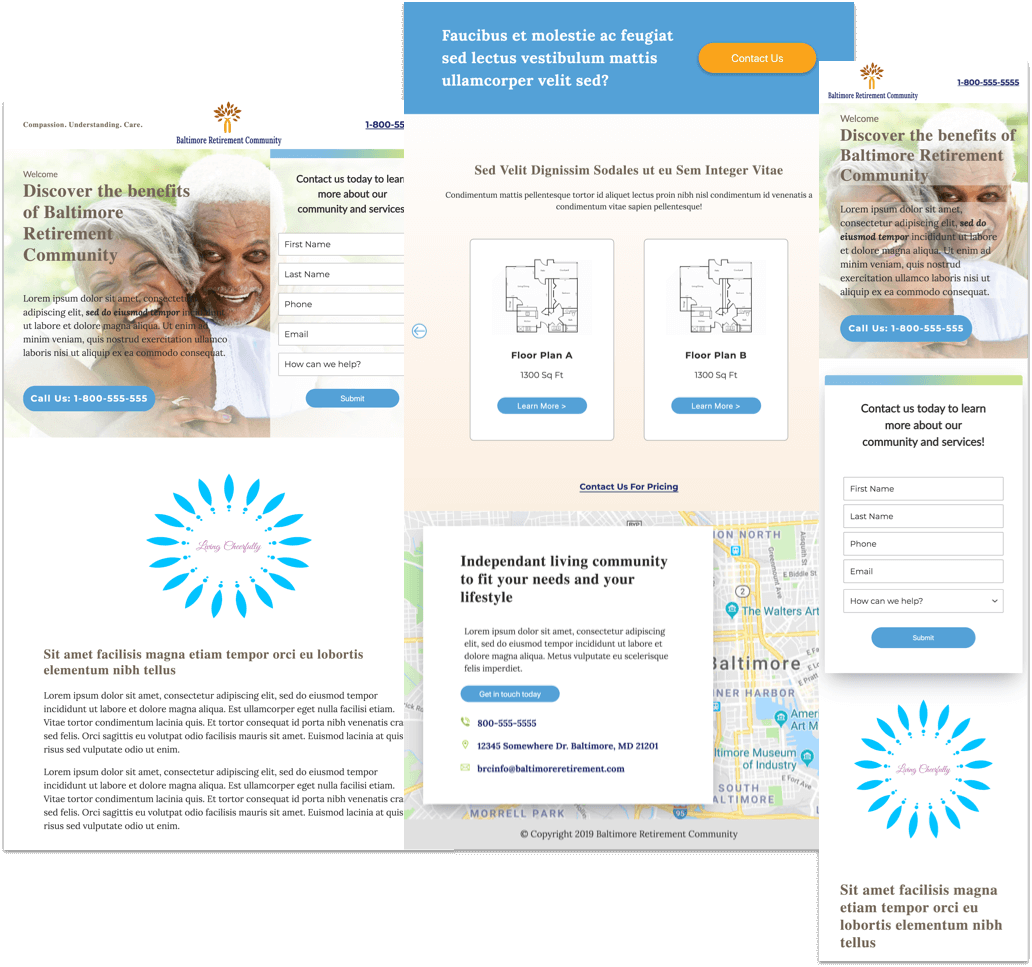 Compassion. Understanding. Care.
Baltimore Retirement Community
1-800-55
Welcome
Discover the benefits
of Baltimore
Retirement
Community
Lorem ipsum dolor sit amet, consectetur
adipiscing elit, sed do eiusmod tempor incididunt
ut labore et dolore magna aliqua. Ut enim ad
minim veniam, quis nostrud exercitation ullamco
laboris nisi ut aliquip ex ea commodo consequat.
Call Us: 1-800-555-555
Contact us today to lear
more about our
community and services
First Name
Last Name
Phone
Email
How can we help?
Submit
Living Cheerfully
Sit amet facilisis magna etiam tempor orci eu lobortis
elementum nibh tellus
Lorem ipsum dolor sit amet, consectetur adipiscing elit, sed do eiusmod tempor
incididunt ut labore et dolore magna aliqua. Est ullamcorper eget nulla facilisi etiam.
Vitae tortor condimentum lacinia quis. Et tortor consequat id porta nibh venenatis cra
sed felis. Orci sagittis eu volutpat odio facilisis mauris sit amet. Euismod lacinia at quis
risus sed vulputate odio ut enim.
Lorem ipsum dolor sit amet, consectetur adipiscing elit, sed do eiusmod tempor
incididunt ut labore et dolore magna aliqua. Est ullamcorper eget nulla facilisi etiam.
Vitae tortor condimentum lacinia quis. Et tortor consequat id porta nibh venenatis cra
sed felis. Orci sagittis eu volutpat odio facilisis mauris sit amet. Euismod lacinia at quis
risus sed vulputate odio ut enim.
Faucibus et molestie ac feugiat
sed lectus vestibulum mattis
ullamcorper velit sed?
Contact Us
Sed Velit Dignissim Sodales ut eu Sem Integer Vitae
Condimentum mattis pellentesque tortor id aliquet lectus proin nibh nisl condimentum id venenatis a
condimentum vitae sapien pellentesque!
Floor Plan A
1300 Sq Ft
Learn More >
Floor Plan B
1300 Sq Ft
Learn More >
Contact Us For Pricing
Independant living community
to fit your needs and your
lifestyle
Lorem ipsum dolor sit amet, consectetur adipiscing
elit, sed do eiusmod tempor incididunt ut labore et
dolore magna aliqua. Metus vulputate eu scelerisque
felis imperdiet.
Get in touch today
800-555-5555
12345 Somewhere Dr. Baltimore, MD 21201
brcinfo@baltimoreretirement.com
ION NORTH
Greenmount Ave
Aisquith St
E Biddle St
2
The Walters Art
Baltimore
NNER HARBOR
Amer
Art M
ltimore Museum
of Industry
E Fort Ave
SOUTH
ALTIMORE
MORRELL PARK
95
© Copyright 2019 Baltimore Retirement Community
Baltimore Retirement Community
1-800-555-5555
Welcome
Discover the benefits of
Baltimore Retirement
Community
Lorem ipsum dolor sit amet,
consectetur adipiscing elit, sed do
eiusmod tempor incididunt ut labore
et dolore magna aliqua. Ut enim ad
minim veniam, quis nostrud
exercitation ullamco laboris nisi ut
aliquip ex ea commodo consequat.
Call Us: 1-800-555-555
Contact us today to learn
more about our
community and services!
First Name
Last Name
Phone
Email
How can we help?
Submit
Living Cheerfully
Sit amet facilisis magna
etiam tempor orci eu
lobortis elementum nibh
tellus